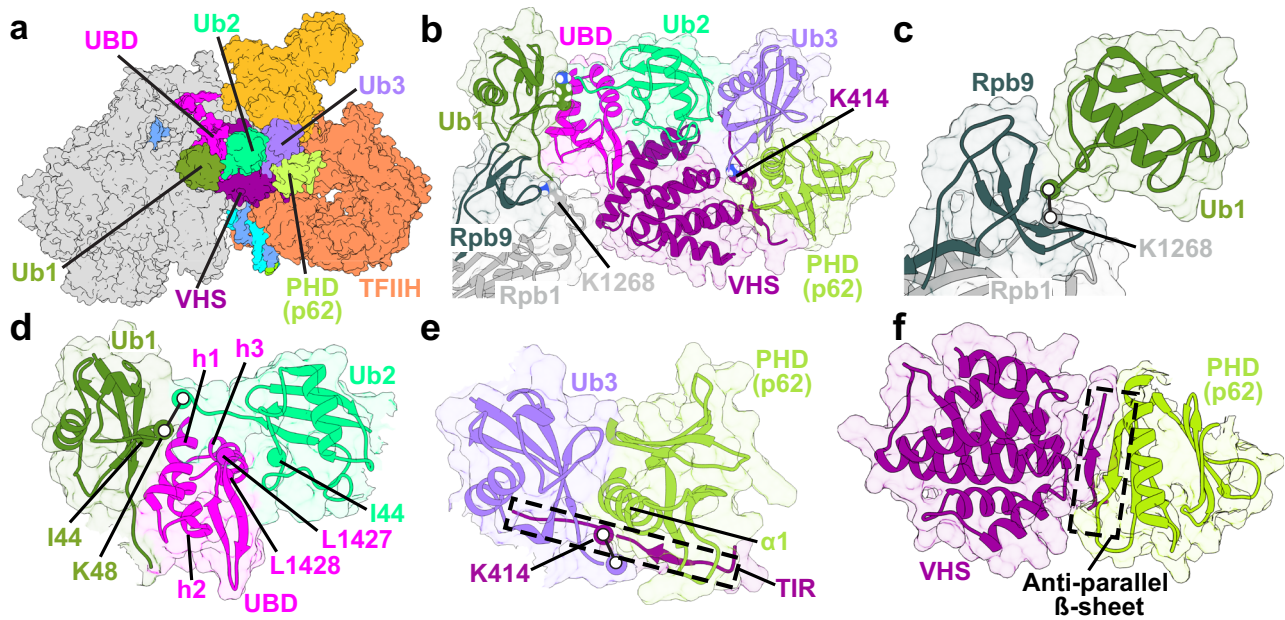 a
UBD
Ub2
Ub3
Ub1
VHS
PHD
(p62)
TFIIH
b
UBD
Ub2
Ub3
K414
Ub1
Rpb9
Rpb1
K1268
VHS
PHD
(p62)
c
Rpb9
Ub1
K1268
Rpb1
d
Ub1
h1
h3
Ub2
I44
K48
h2
UBD
L1428
L1427
I44
e
Ub3
PHD
(p62)
α1
K414
TIR
f
PHD
(p62)
VHS
Anti-parallel
ß-sheet